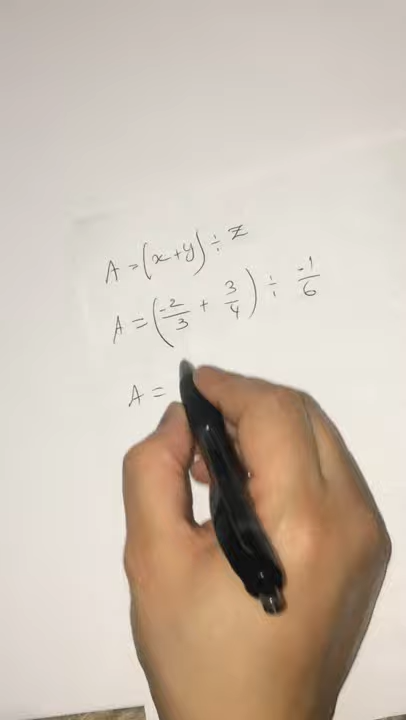 A = (x + y) ÷ z
A = (-2/3 + 3/4) ÷ -1/6
A =